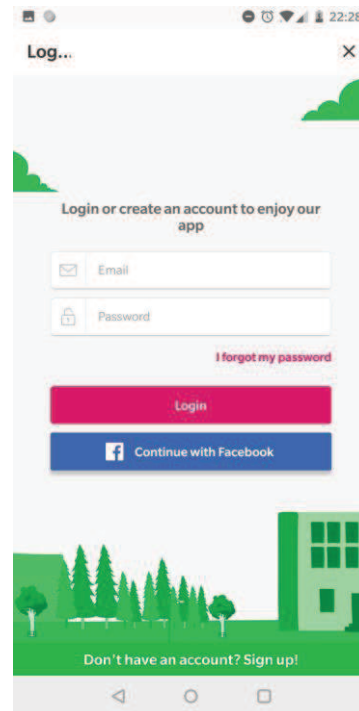 22:28
Log...
Login or create an account to enjoy our
app
Email
Password
I forgot my password
Login
f Continue with Facebook
Don't have an account? Sign up!